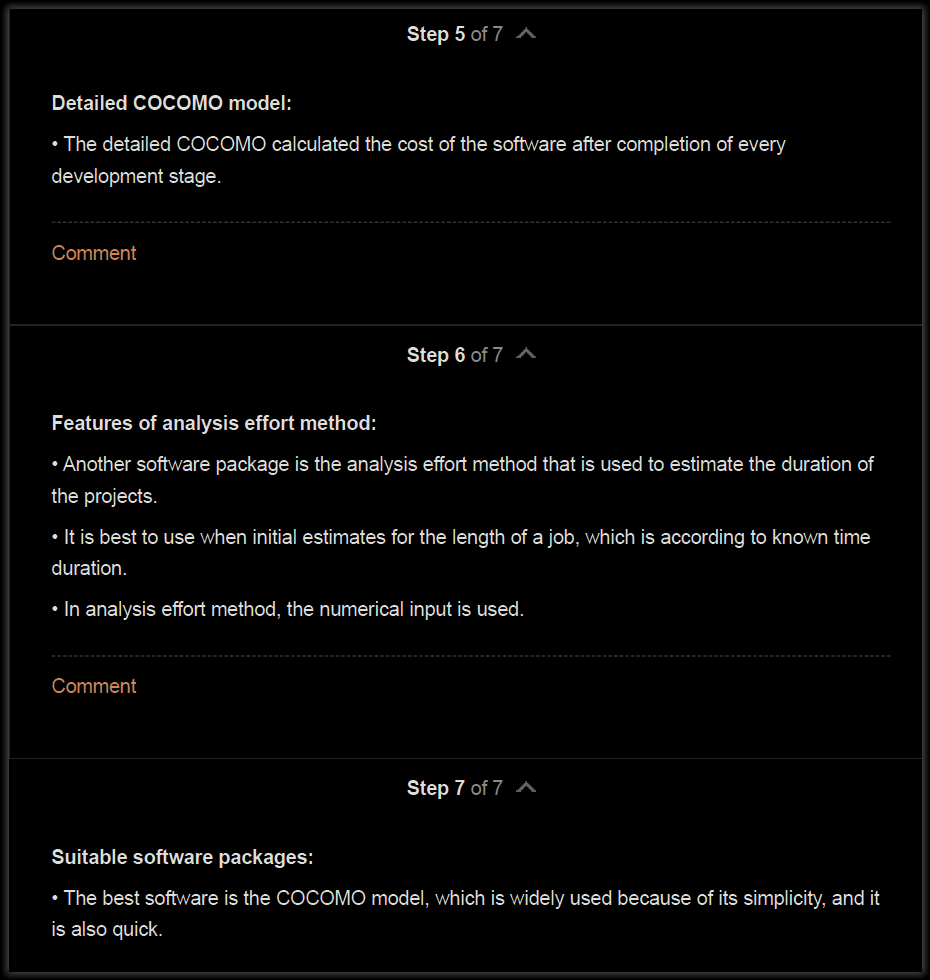 Step 5 of 7
Detailed COCOMO model:
• The detailed COCOMO calculated the cost of the software after completion of every
development stage.
Comment
Step 6 of 7
Features of analysis effort method:
• Another software package is the analysis effort method that is used to estimate the duration of
the projects.
• It is best to use when initial estimates for the length of a job, which is according to known time
duration.
• In analysis effort method, the numerical input is used.
Comment
Step 7 of 7
Suitable software packages:
• The best software is the COCOMO model, which is widely used because of its simplicity, and it
is also quick.